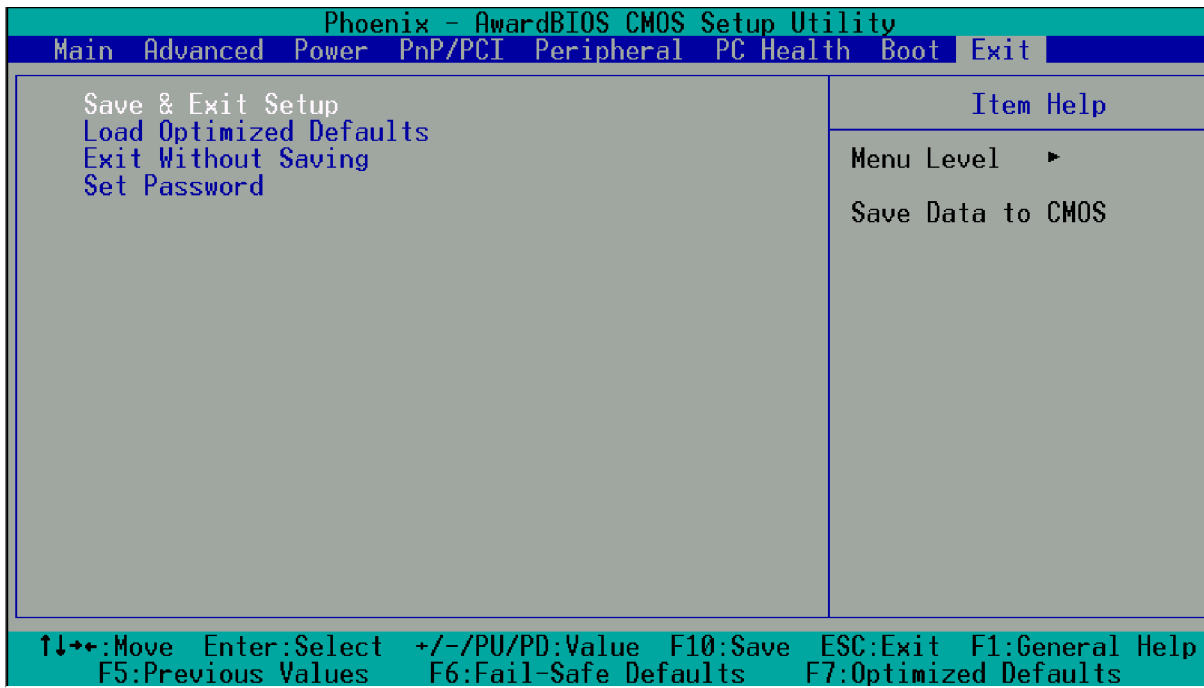 Phoenix - AwardBIOS CMOS Setup Utility
Main Advanced Power PnP/PCI Peripheral PC Health Boot Exit
Save & Exit Setup
Load Optimized Defaults
Exit Without Saving
Set Password
Item Help
Menu Level ►
Save Data to CMOS
↑↓→←:Move Enter:Select +/-/PU/PD:Value F10:Save ESC:Exit F1:General Help
F5:Previous Values F6:Fail-Safe Defaults F7:Optimized Defaults